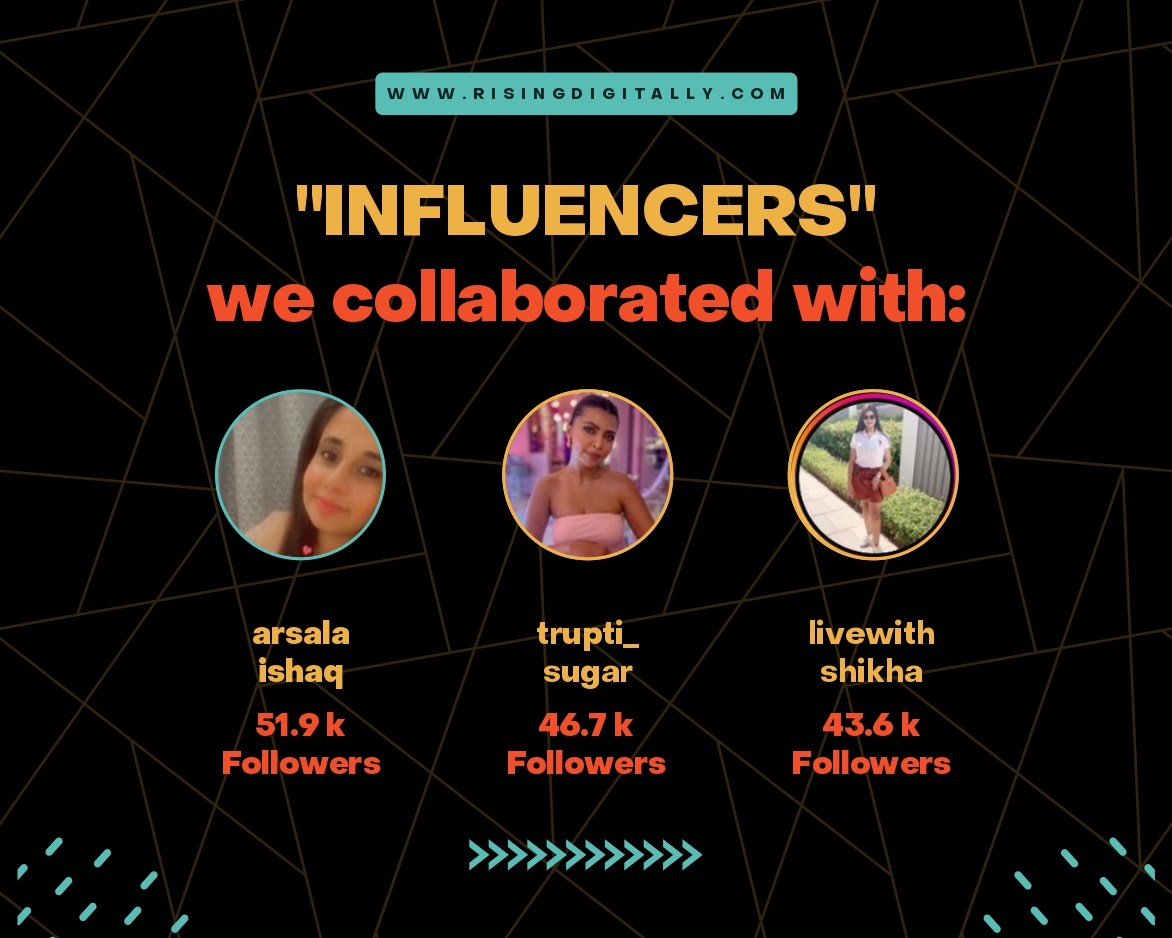 WWW.RISINGDIGITALLY.COM
"INFLUENCERS"
we collaborated with:
arsala
ishaq
51.9 k
Followers
trupti_
sugar
46.7 k
Followers
livewith
shikha
43.6 k
Followers